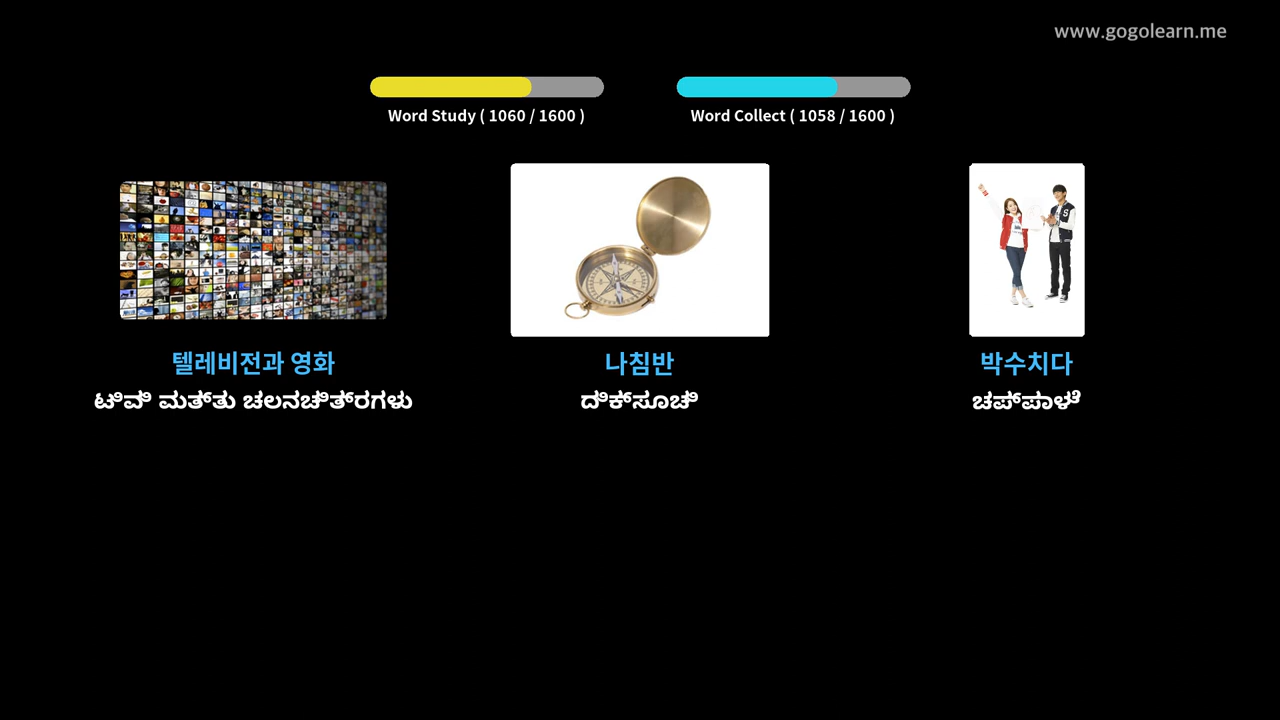 www.gogolearn.me
Word Study ( 1060 / 1600 )
Word Collect ( 1058 / 1600 )
텔레비전과 영화
ಟಿವಿ ಮತ್ತು ಚಲನಚಿತ್ರಗಳು
나침반
ದಿಕ್ಸೂಚಿ
박수치다
ಚಪ್ಪಾಳೆ